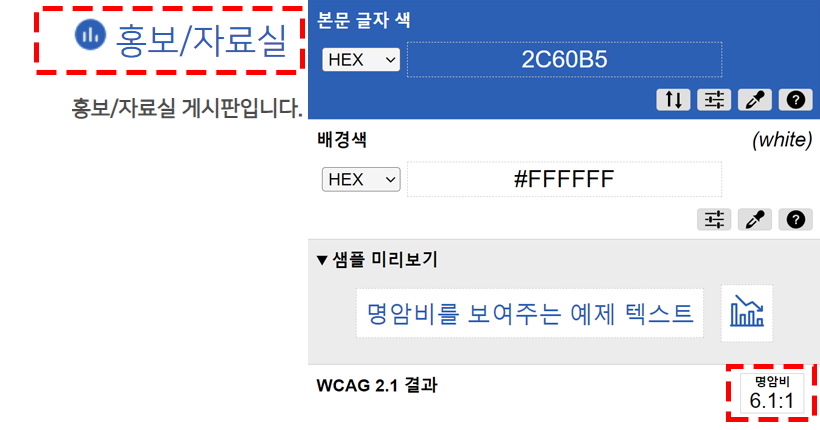 홍보/자료실
홍보/자료실 게시판입니다.
본문 글자 색
HEX
2C60B5
배경색
(white)
HEX
#FFFFFF
▼ 샘플 미리보기
명암비를 보여주는 예제 텍스트
WCAG 2.1 결과
명암비
6.1:1